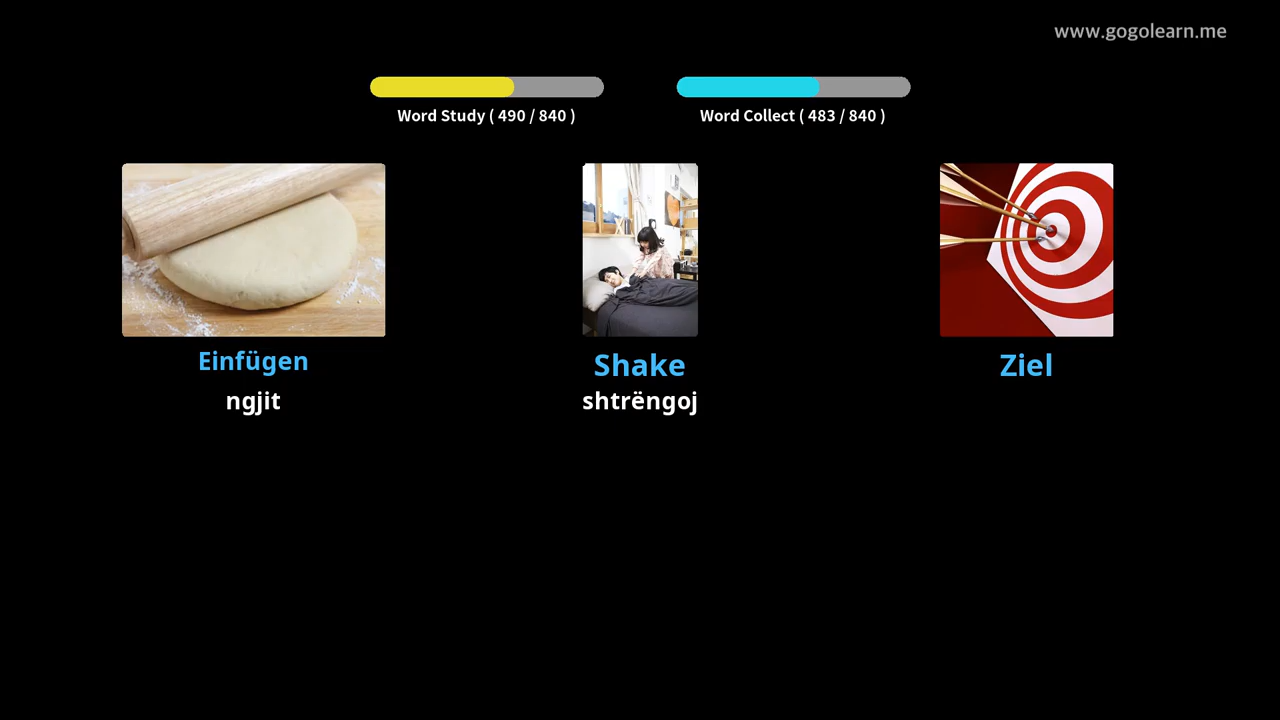 www.gogolearn.me
Word Study ( 490 / 840 )
Word Collect ( 483 / 840 )
Einfügen
ngjit
Shake
shtrëngoj
Ziel